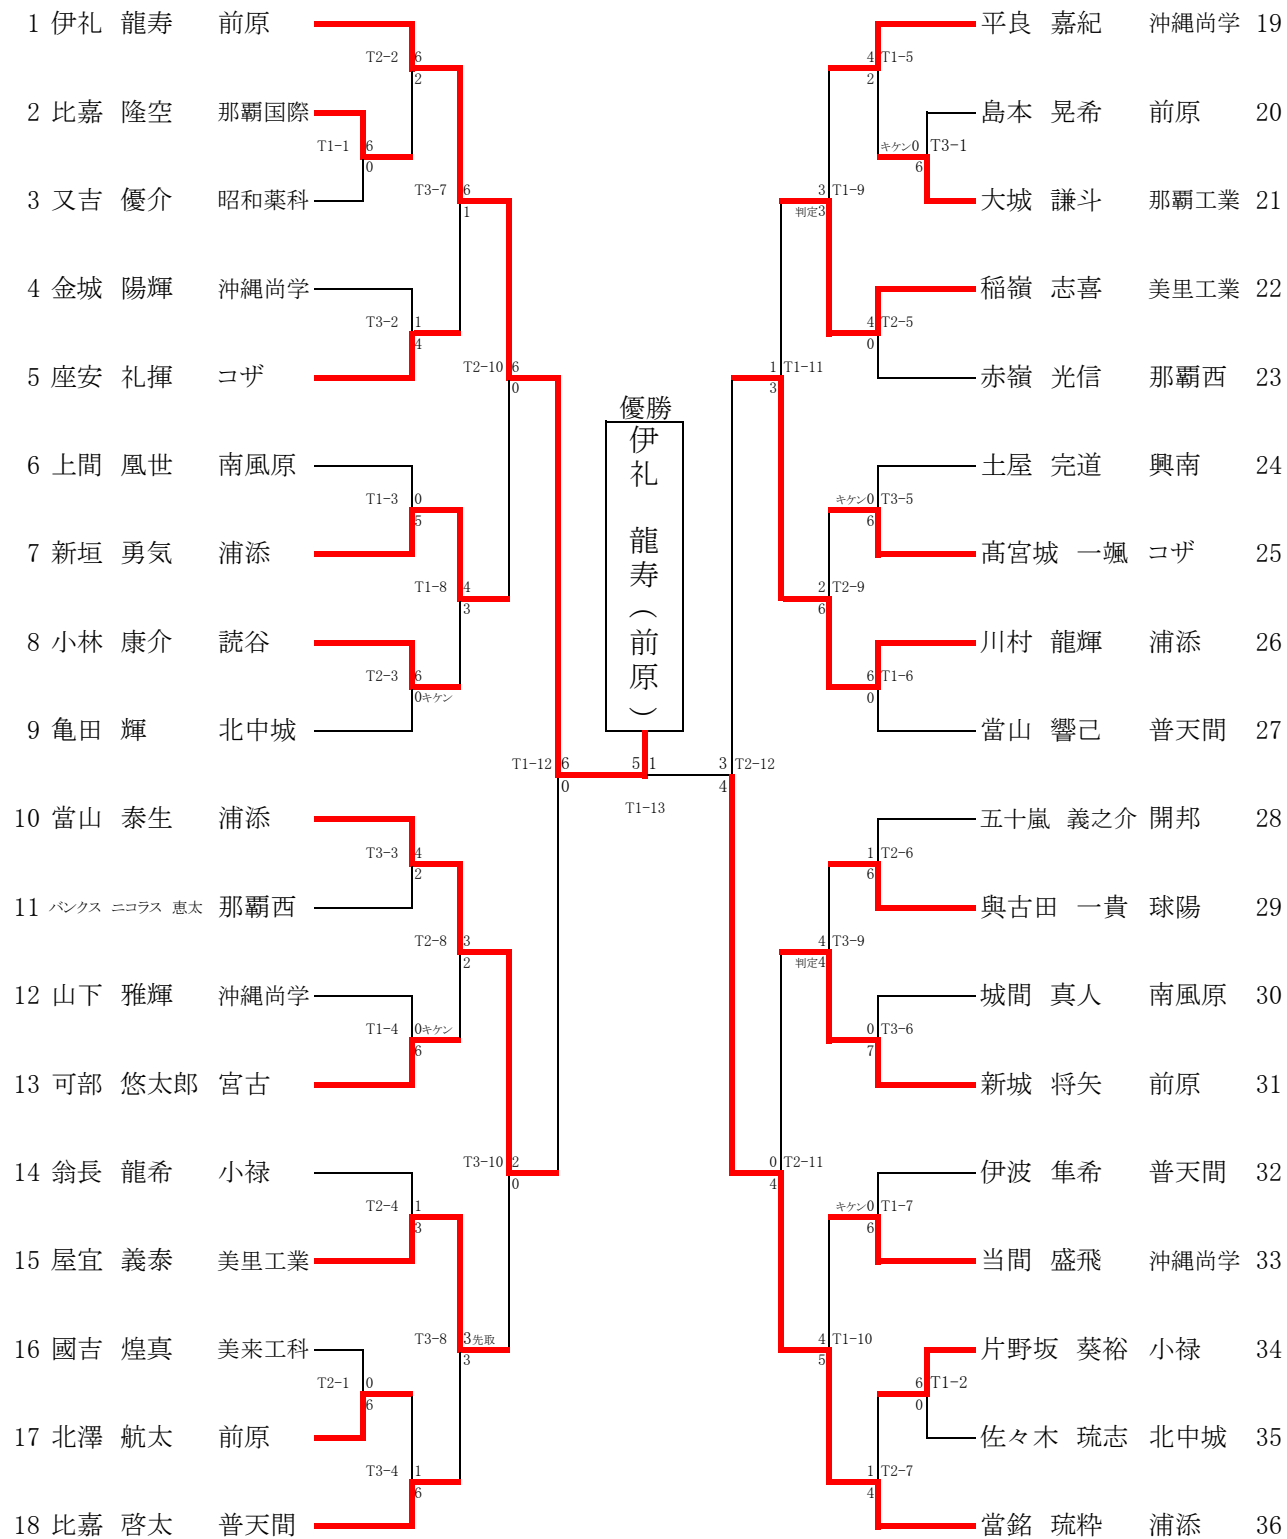 1 伊礼 龍寿 前原
T2-2 6
2
2 比嘉 隆空 那覇国際
T1-1 6
0
3 又吉 優介 昭和薬科
T3-7 6
1
4 金城 陽輝 沖縄尚学
T3-2 1
4
5 座安 礼揮 コザ
T2-10 6
0
6 上間 凰世 南風原
T1-3 0
5
7 新垣 勇気 浦添
T1-8 4
3
8 小林 康介 読谷
T2-3 6
0キケン
9 亀田 輝 北中城
T1-12 6
0
10 當山 泰生 浦添
T3-3 4
2
11 バンクス ニコラス 恵太 那覇西
T2-8 3
2
12 山下 雅輝 沖縄尚学
T1-4 0キケン
6
13 可部 悠太郎 宮古
T3-10 2
0
14 翁長 龍希 小禄
T2-4 1
3
15 屋宜 義泰 美里工業
T3-8 3先取
3
16 國吉 煌真 美来工科
T2-1 0
6
17 北澤 航太 前原
T3-4 1
6
18 比嘉 啓太 普天間
優勝
伊礼 龍寿(前原)
5 1
T1-13
平良 嘉紀 沖縄尚学 19
4 T1-5
2
島本 晃希 前原 20
キケン0 T3-1
6
大城 謙斗 那覇工業 21
3 T1-9
判定3
稲嶺 志喜 美里工業 22
4 T2-5
0
赤嶺 光信 那覇西 23
1 T1-11
3
土屋 完道 興南 24
キケン0 T3-5
6
髙宮城 一颯 コザ 25
2 T2-9
6
川村 龍輝 浦添 26
6 T1-6
0
當山 響己 普天間 27
3 T2-12
4
五十嵐 義之介 開邦 28
1 T2-6
6
與古田 一貴 球陽 29
4 T3-9
判定4
城間 真人 南風原 30
0 T3-6
7
新城 将矢 前原 31
0 T2-11
4
伊波 隼希 普天間 32
キケン0 T1-7
6
当間 盛飛 沖縄尚学 33
4 T1-10
5
片野坂 葵裕 小禄 34
6 T1-2
0
佐々木 琉志 北中城 35
1 T2-7
4
當銘 琉粋 浦添 36